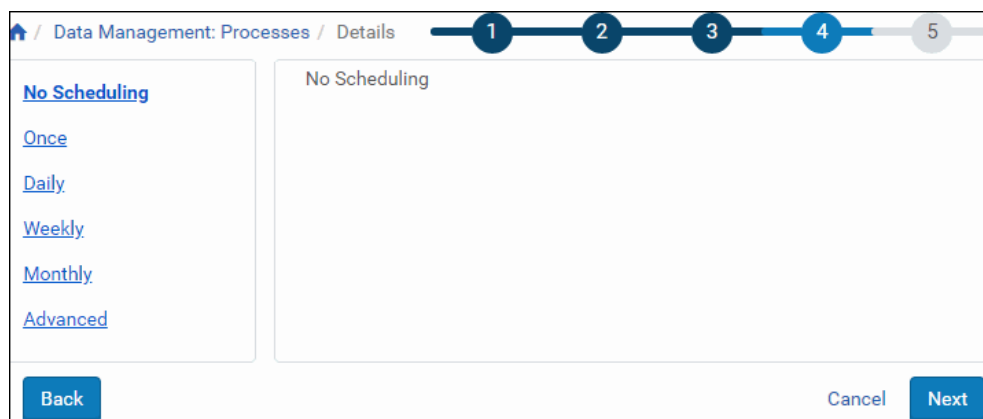 / Data Management: Processes / Details 1 2 3 4 5
No Scheduling
Once
Daily
Weekly
Monthly
Advanced
No Scheduling
Back Cancel Next